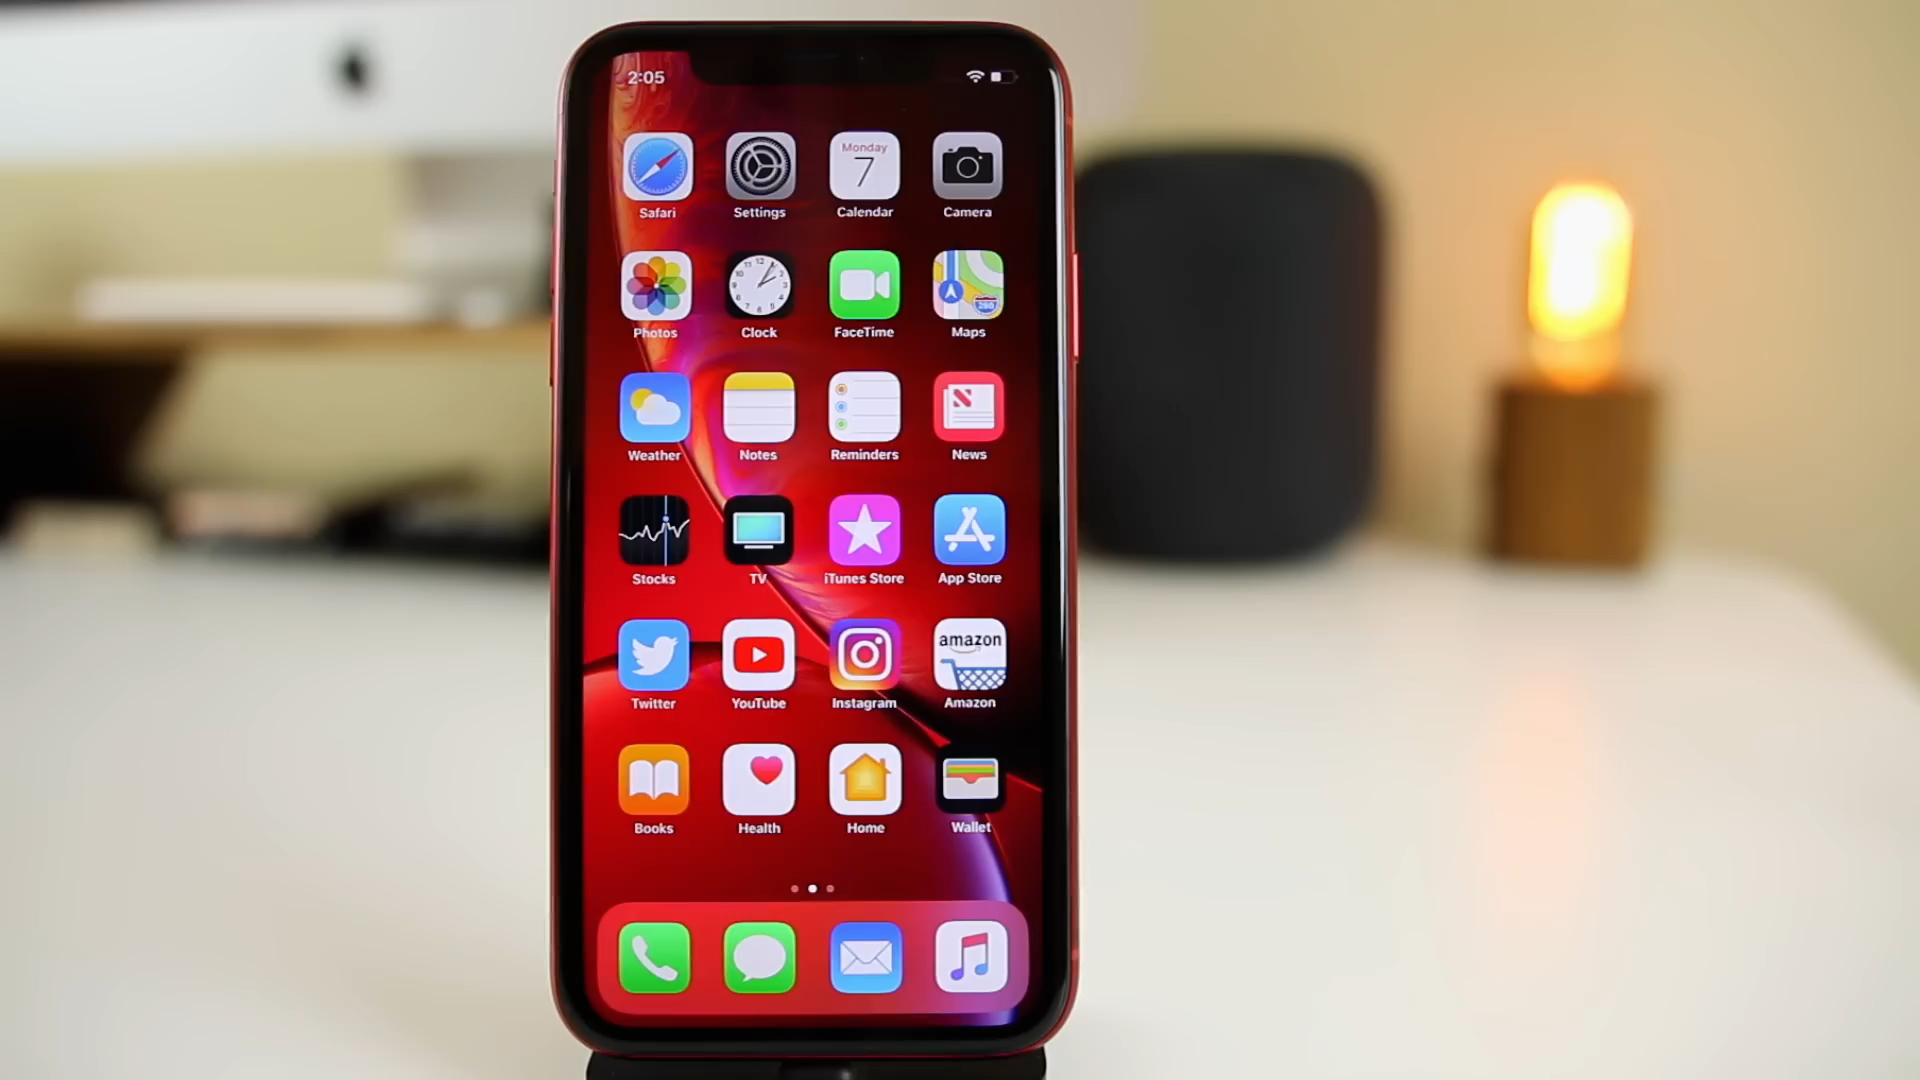 2:05
Monday
7
Safari
Settings
Calendar
Camera
Photos
Clock
FaceTime
Maps
280
Weather
Notes
Reminders
News
Stocks
TV
iTunes Store
App Store
amazon
Twitter
YouTube
Instagram
Amazon
Books
Health
Home
Wallet